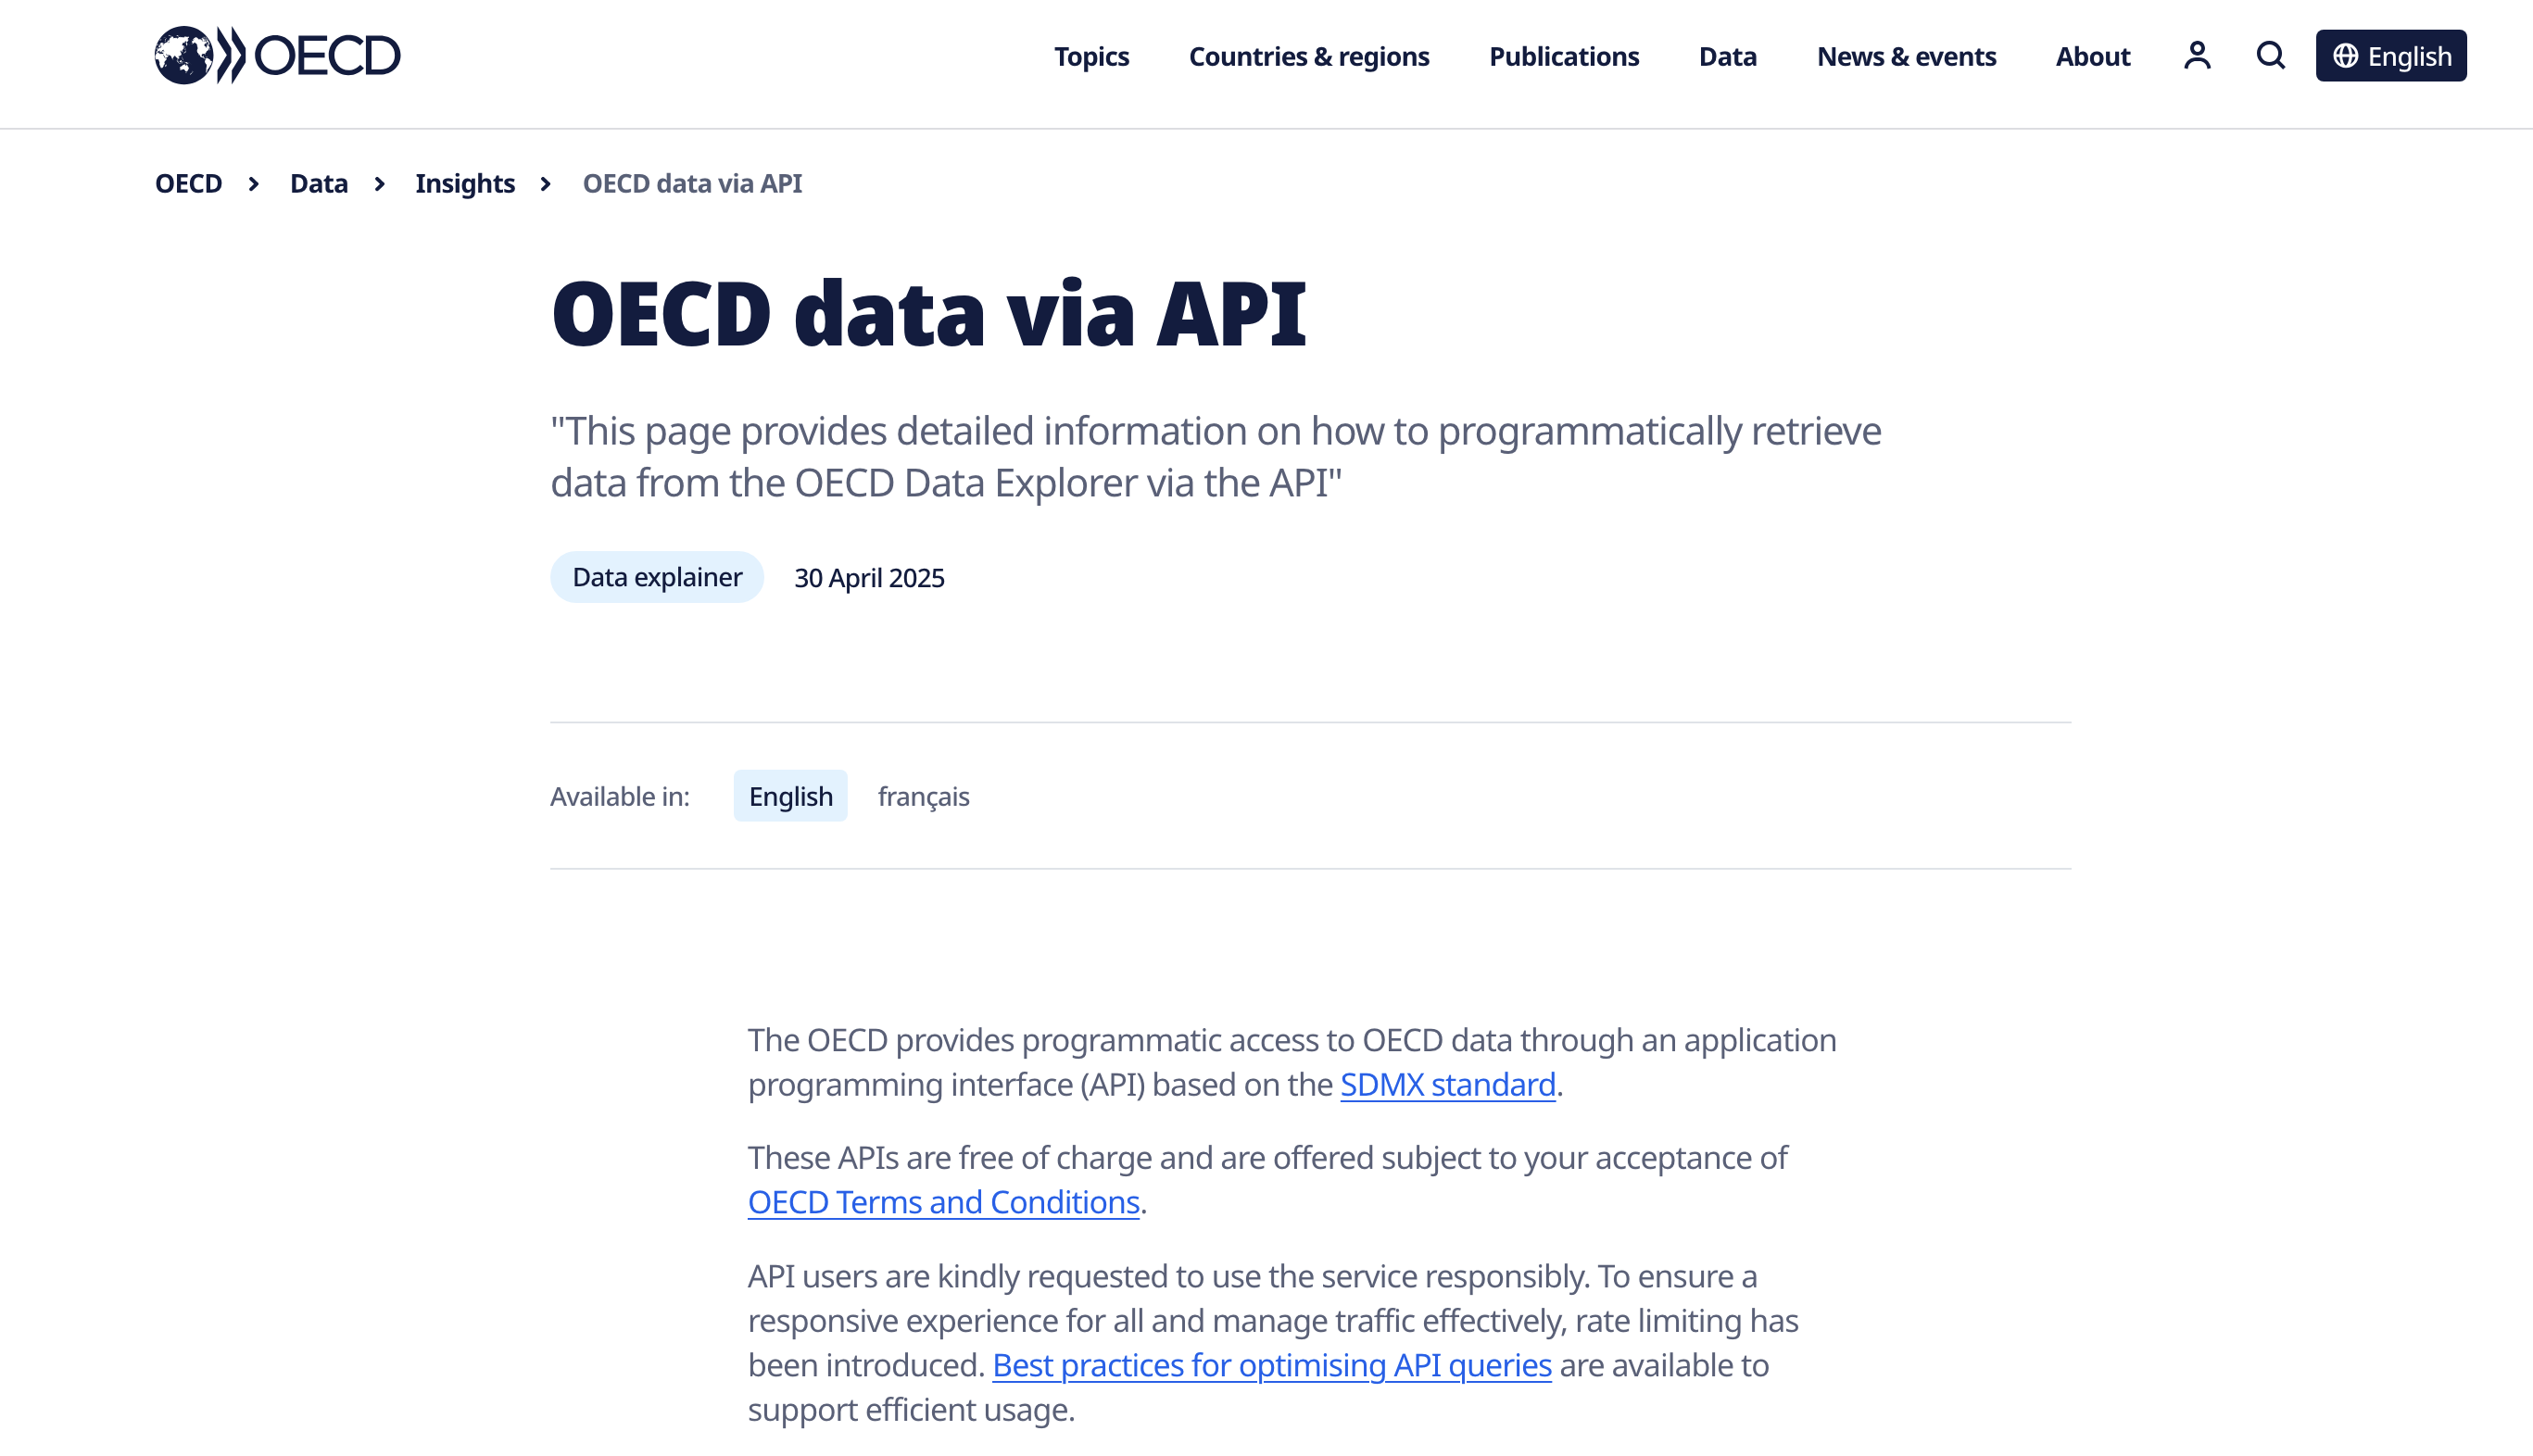 OECD
Topics Countries & regions Publications Data News & events About English
OECD Data Insights OECD data via API
OECD data via API
"This page provides detailed information on how to programmatically retrieve
data from the OECD Data Explorer via the API"
Data explainer 30 April 2025
Available in: English français
The OECD provides programmatic access to OECD data through an application
programming interface (API) based on the SDMX standard.
These APIs are free of charge and are offered subject to your acceptance of
OECD Terms and Conditions.
API users are kindly requested to use the service responsibly. To ensure a
responsive experience for all and manage traffic effectively, rate limiting has
been introduced. Best practices for optimising API queries are available to
support efficient usage.